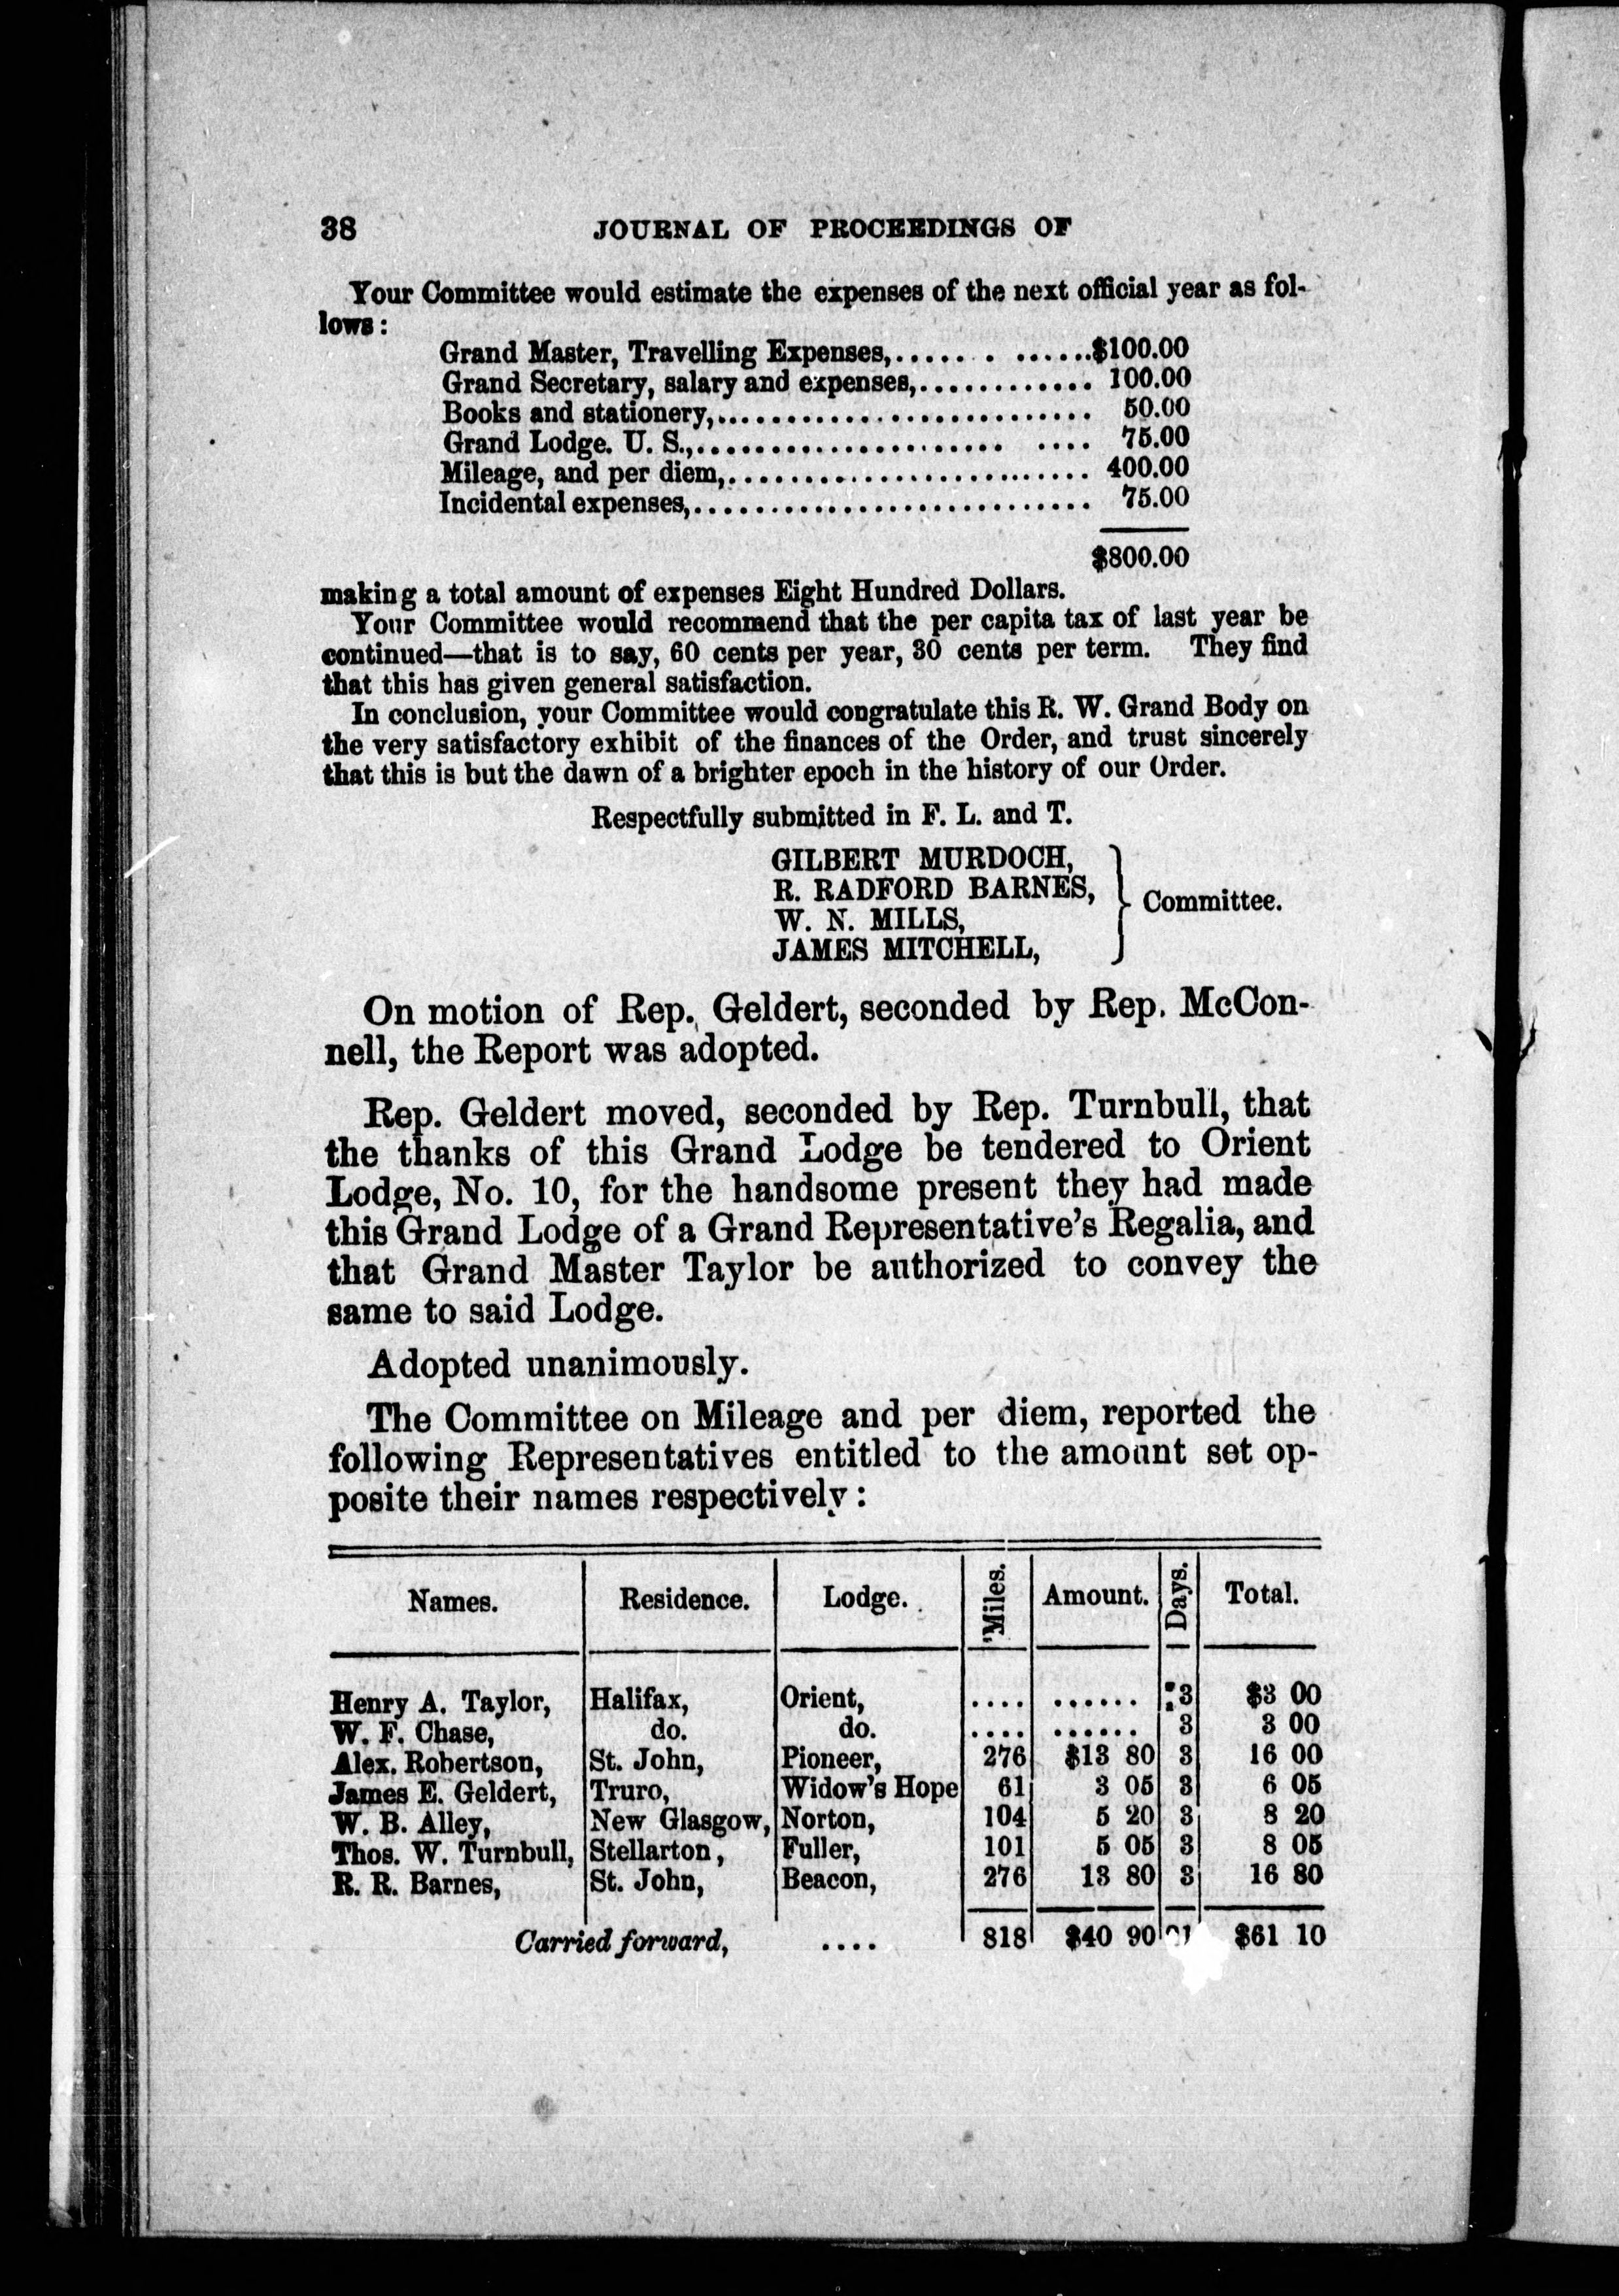 38 JOURNAL OF PROCEEDINGS OF
Your Committee would estimate the expenses of the next official year as fol-
lows:
Grand Master, Travelling Expenses,...... . ......$100.00
Grand Secretary, salary and expenses,............. 100.00
Books and stationery,............................ 50.00
Grand Lodge. U. S.,....................... .... 75.00
Mileage, and per diem,........................... 400.00
Incidental expenses,............................. 75.00
$800.00
making a total amount of expenses Eight Hundred Dollars.
Your Committee would recommend that the per capita tax of last year be
continued—that is to say, 60 cents per year, 30 cents per term. They find
that this has given general satisfaction.
In conclusion, your Committee would congratulate this R. W. Grand Body on
the very satisfactory exhibit of the finances of the Order, and trust sincerely
that this is but the dawn of a brighter epoch in the history of our Order.
Respectfully submitted in F. L. and T.
GILBERT MURDOCH,
R. RADFORD BARNES,
W. N. MILLS,
JAMES MITCHELL,
Committee.
On motion of Rep. Geldert, seconded by Rep. McCon-
nell, the Report was adopted.
Rep. Geldert moved, seconded by Rep. Turnbull, that
the thanks of this Grand Lodge be tendered to Orient
Lodge, No. 10, for the handsome present they had made
this Grand Lodge of a Grand Representative's Regalia, and
that Grand Master Taylor be authorized to convey the
same to said Lodge.
Adopted unanimously.
The Committee on Mileage and per diem, reported the
following Representatives entitled to the amount set op-
posite their names respectively:
Names. Residence. Lodge. Miles. Amount. Days. Total.
Henry A. Taylor, Halifax, Orient, .... ...... 3 $3 00
W. F. Chase, do. do. .... ...... 3 3 00
Alex. Robertson, St. John, Pioneer, 276 $13 80 3 16 00
James E. Geldert, Truro, Widow's Hope 61 3 05 3 6 05
W. B. Alley, New Glasgow, Norton, 104 5 20 3 8 20
Thos. W. Turnbull, Stellarton, Fuller, 101 5 05 3 8 05
R. R. Barnes, St. John, Beacon, 276 13 80 3 16 80
Carried forward, .... 818 $40 90 $61 10